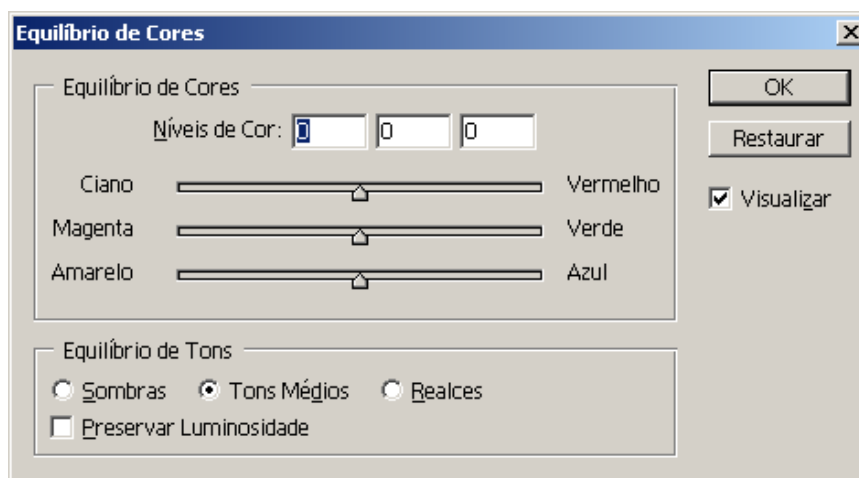 Equilíbrio de Cores
Equilíbrio de Cores
Níveis de Cor: 0 0 0
Ciano Vermelho
Magenta Verde
Amarelo Azul
OK
Restaurar
Visualizar
Equilíbrio de Tons
Sombras Tons Médios Realces
Preservar Luminosidade